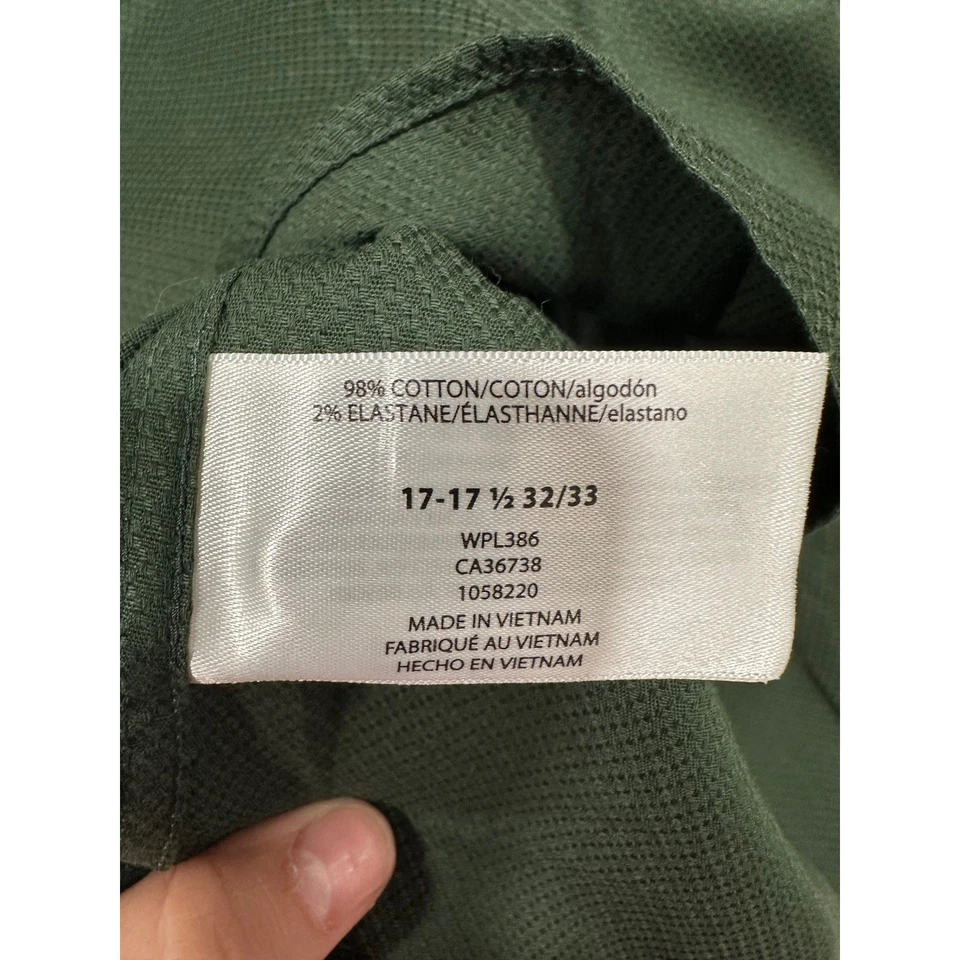 98% COTTON/COTON/algodón
2% ELASTANE/ÉLASTHANNE/elastano
17-17 ½ 32/33
WPL386
CA36738
1058220
MADE IN VIETNAM
FABRIQUÉ AU VIETNAM
HECHO EN VIETNAM